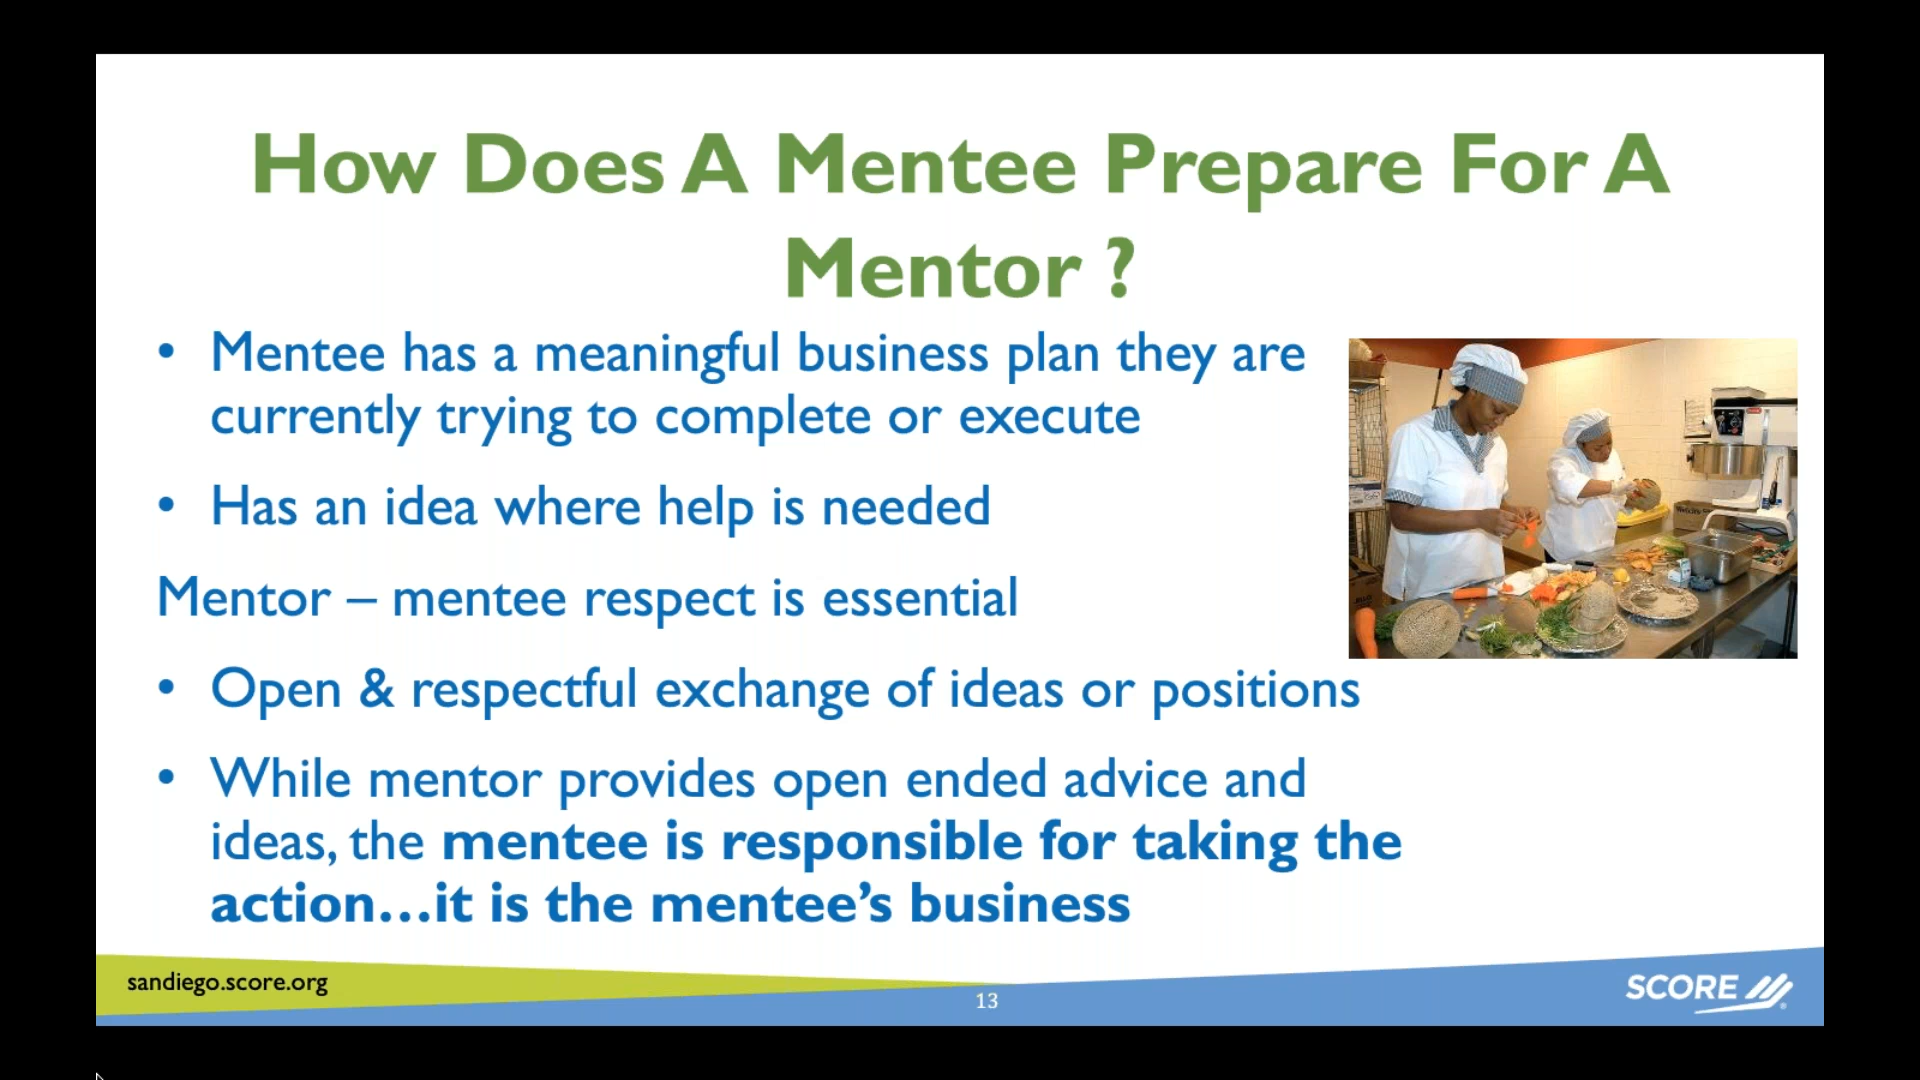 How Does A Mentee Prepare For A
Mentor ?
• Mentee has a meaningful business plan they are
currently trying to complete or execute
• Has an idea where help is needed
Mentor – mentee respect is essential
• Open & respectful exchange of ideas or positions
• While mentor provides open ended advice and
ideas, the mentee is responsible for taking the
action…it is the mentee’s business
sandiego.score.org
13
SCORE